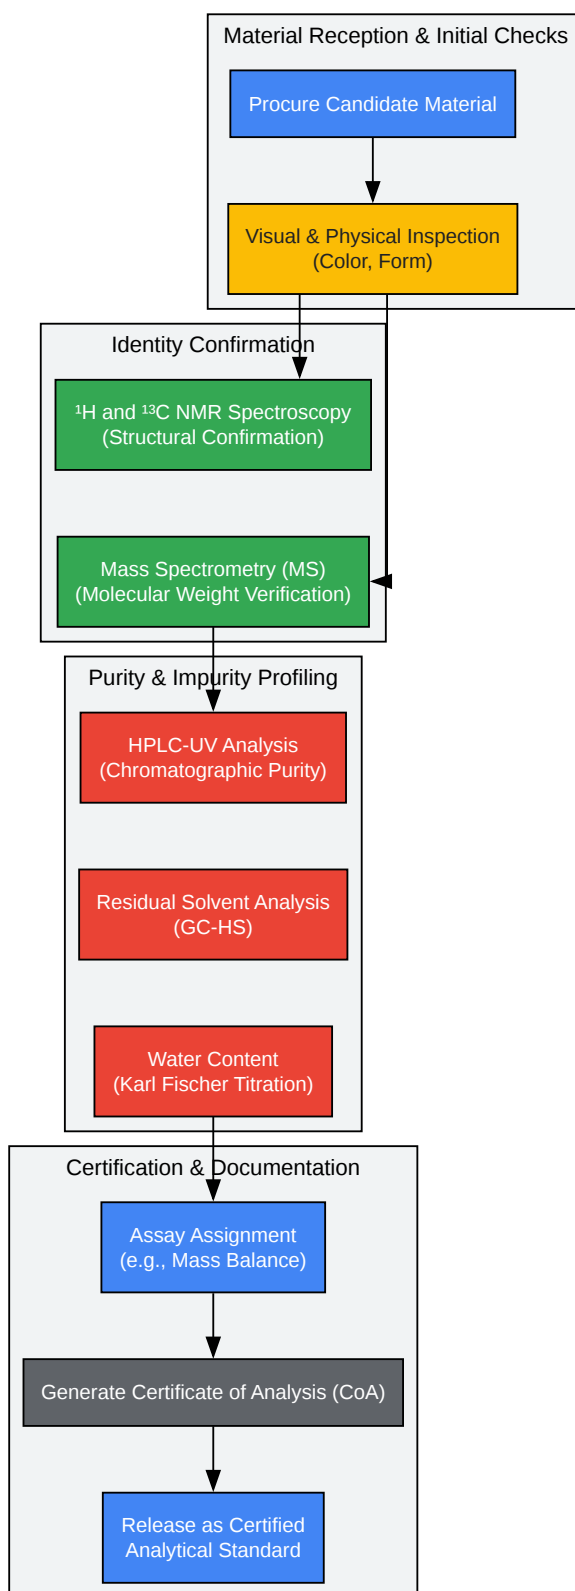 Material Reception & Initial Checks
Procure Candidate Material
Visual & Physical Inspection
(Color, Form)
Identity Confirmation
¹H and ¹³C NMR Spectroscopy
(Structural Confirmation)
Mass Spectrometry (MS)
(Molecular Weight Verification)
Purity & Impurity Profiling
HPLC-UV Analysis
(Chromatographic Purity)
Residual Solvent Analysis
(GC-HS)
Water Content
(Karl Fischer Titration)
Certification & Documentation
Assay Assignment
(e.g., Mass Balance)
Generate Certificate of Analysis (CoA)
Release as Certified
Analytical Standard